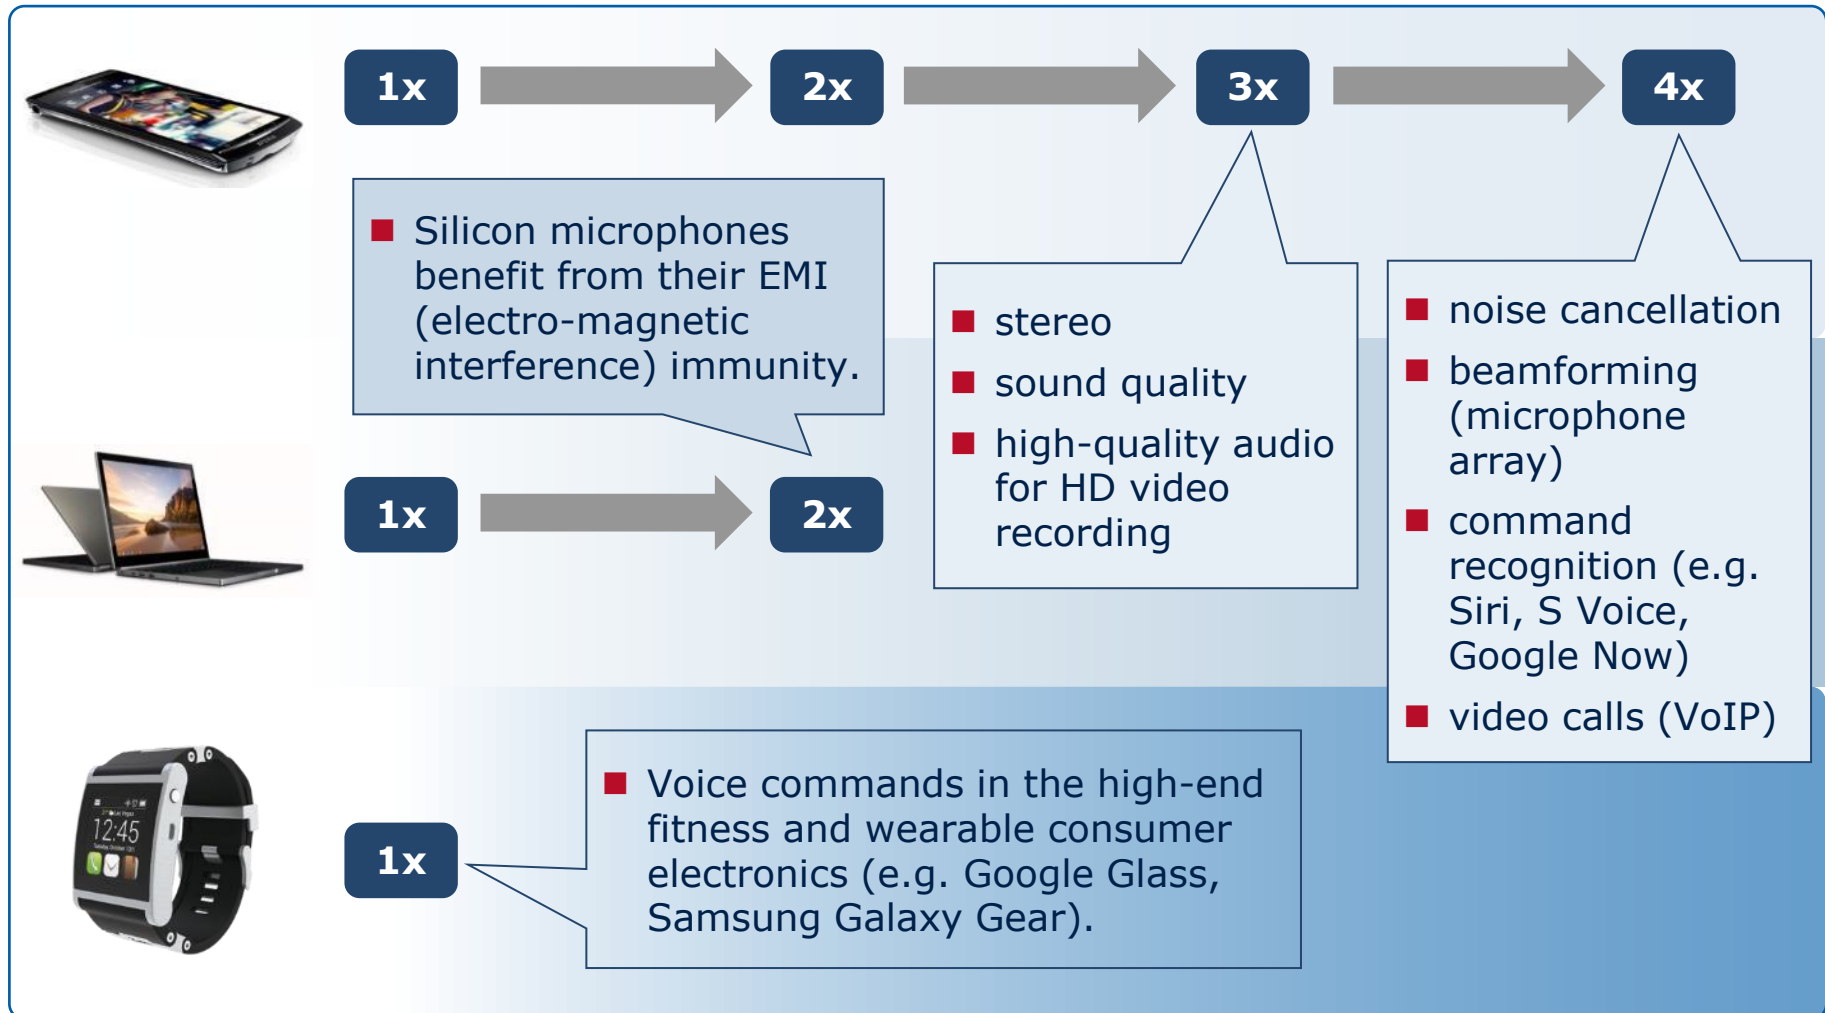 1x
2x
3x
4x
Silicon microphones
benefit from their EMI
(electro-magnetic
interference) immunity.
stereo
sound quality
high-quality audio
for HD video
recording
noise cancellation
beamforming
(microphone
array)
command
recognition (e.g.
Siri, S Voice,
Google Now)
video calls (VoIP)
1x
2x
1x
Voice commands in the high-end
fitness and wearable consumer
electronics (e.g. Google Glass,
Samsung Galaxy Gear).
12:45